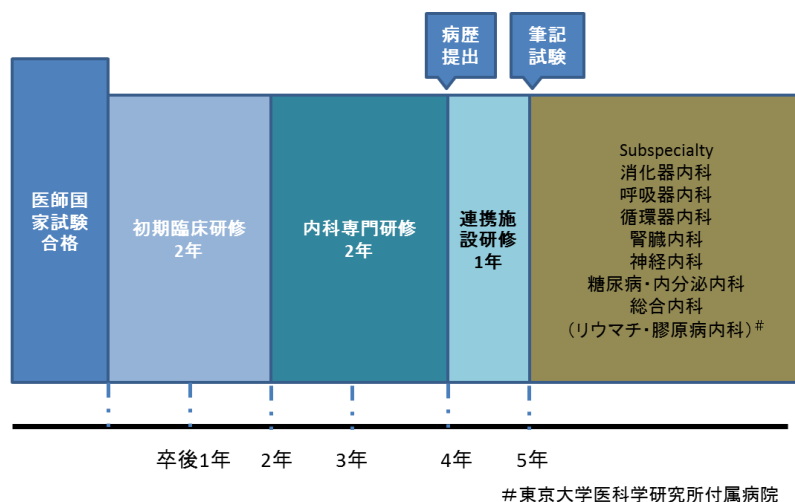 病歴
提出
筆記
試験
医師国
家試験
合格
初期臨床研修
2年
内科専門研修
2年
連携施
設研修
1年
Subspecialty
消化器内科
呼吸器内科
循環器内科
腎臓内科
神経内科
糖尿病・内分泌内科
総合内科
（リウマチ・膠原病内科）#
卒後1年
2年
3年
4年
5年
＃東京大学医科学研究所付属病院